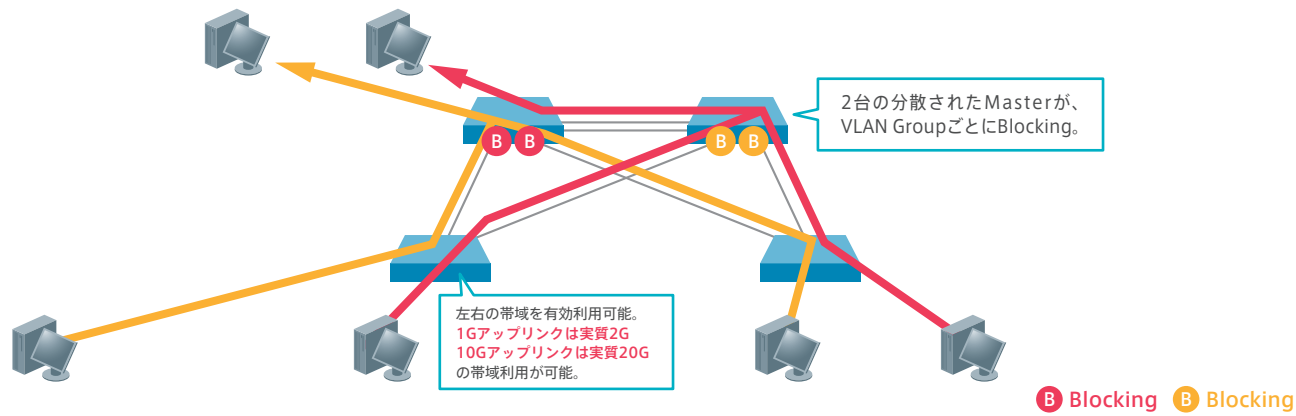 2台の分散されたMasterが、
VLAN GroupごとにBlocking。
B B B B
左右の帯域を有効利用可能。
1Gアップリンクは実質2G
10Gアップリンクは実質20G
の帯域利用が可能。
B Blocking B Blocking